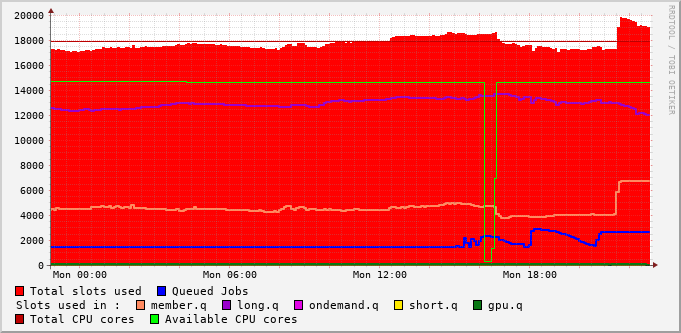 RRDTOOL / TOBI OETIKER
20000
18000
16000
14000
12000
10000
8000
6000
4000
2000
0
Mon 00:00 Mon 06:00 Mon 12:00 Mon 18:00
Total slots used Queued Jobs
Slots used in : member.q long.q ondemand.q short.q gpu.q
Total CPU cores Available CPU cores